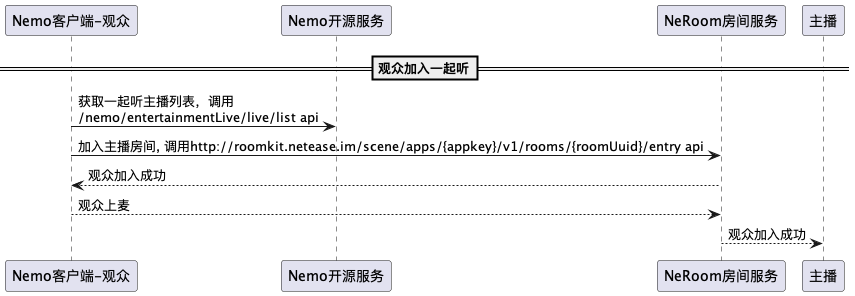 Nemo客户端-观众
Nemo开源服务
NeRoom房间服务
主播
观众加入一起听
获取一起听主播列表，调用
/nemo/entertainmentLive/live/list api
加入主播房间, 调用http://roomkit.netease.im/scene/apps/{appkey}/v1/rooms/{roomUuid}/entry api
观众加入成功
观众上麦
观众加入成功
Nemo客户端-观众
Nemo开源服务
NeRoom房间服务
主播